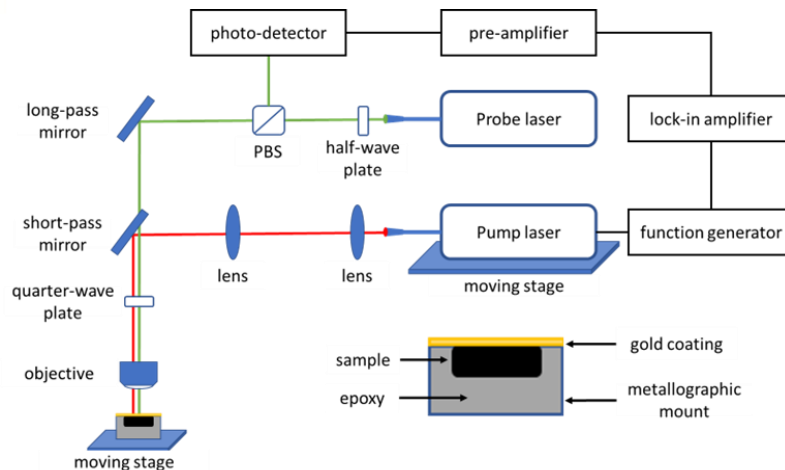 photo-detector
pre-amplifier
long-pass
mirror
PBS
half-wave
plate
Probe laser
lock-in amplifier
short-pass
mirror
lens
lens
Pump laser
function generator
moving stage
quarter-wave
plate
objective
moving stage
sample
epoxy
gold coating
metallographic
mount